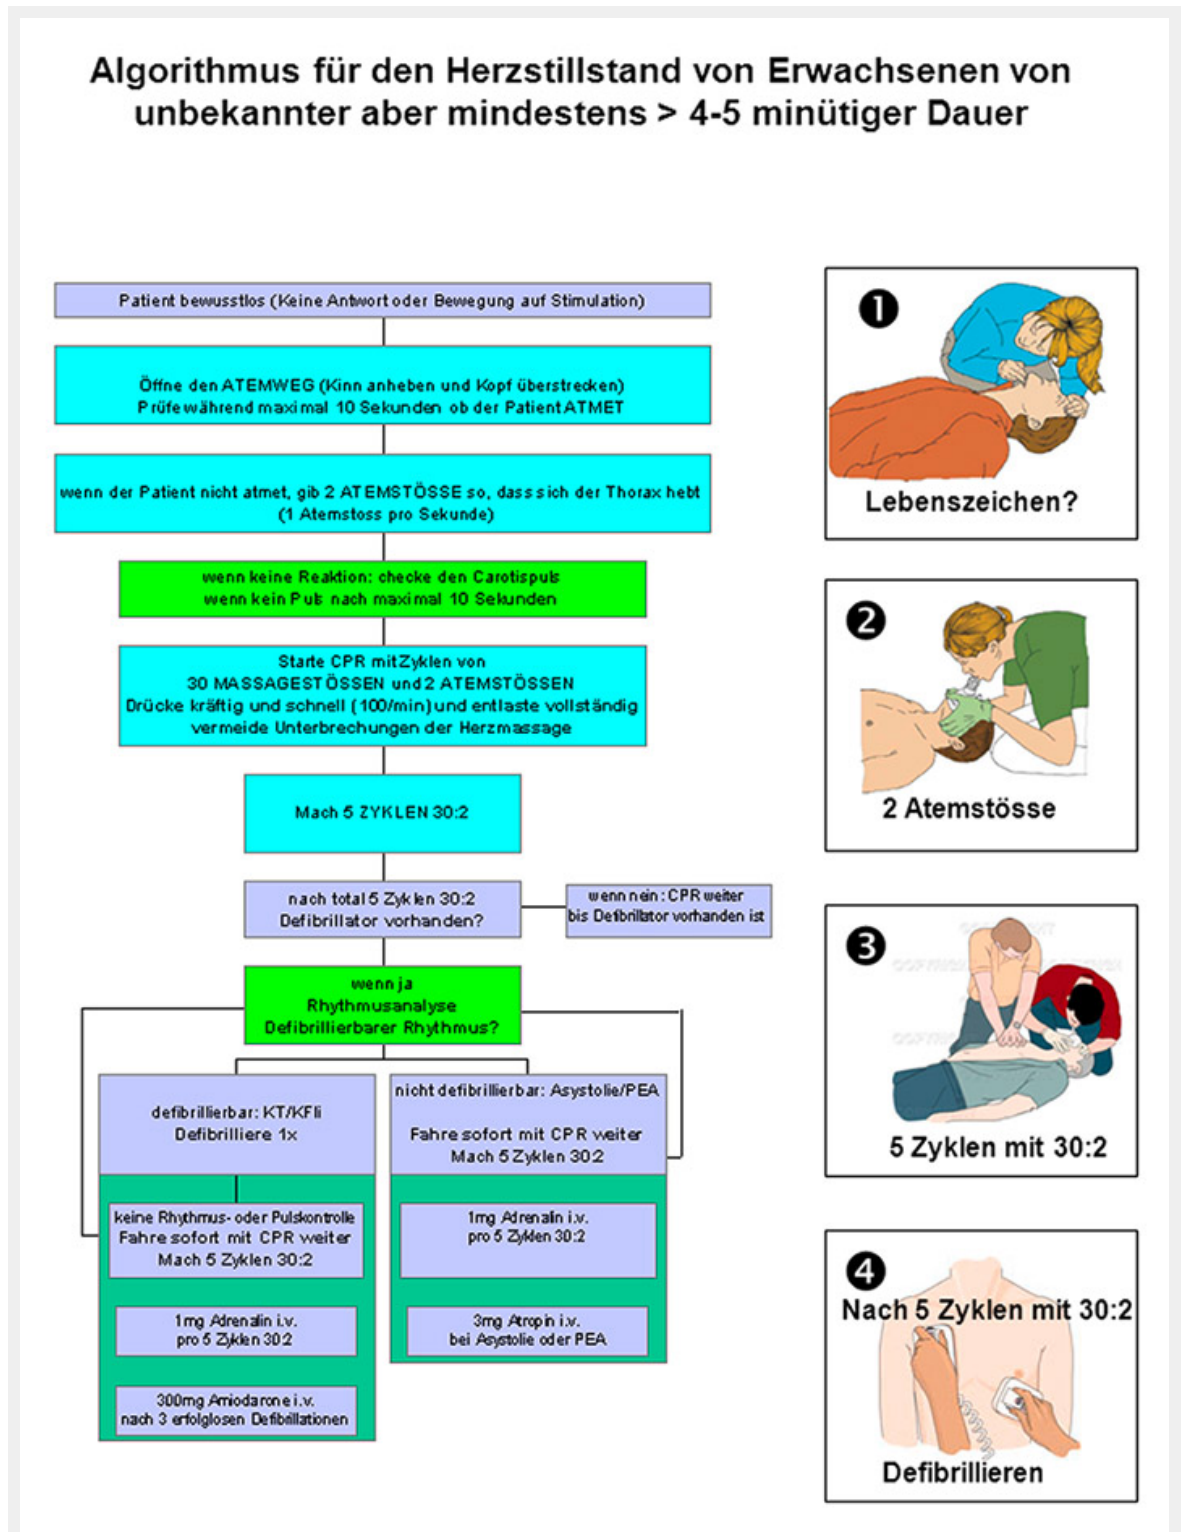 Algorithmus für den Herzstillstand von Erwachsenen von
unbekannter aber mindestens > 4-5 minütiger Dauer
Patient bewusstlos (Keine Antwort oder Bewegung auf Stimulation)
Öffne den ATEMWEG (Kinn anheben und Kopf überstrecken)
Prüfe während maximal 10 Sekunden ob der Patient ATMET
wenn der Patient nicht atmet, gib 2 ATEMSTÖSSE so, dass sich der Thorax hebt
(1 Atemstoss pro Sekunde)
wenn keine Reaktion: checke den Carotispuls
wenn kein Puls nach maximal 10 Sekunden
Starte CPR mit Zyklen von
30 MASSAGESTÖSSEN und 2 ATEMSTÖSSEN
Drücke kräftig und schnell (100/min) und entlaste vollständig
vermeide Unterbrechungen der Herzmassage
Mach 5 ZYKLEN 30:2
nach total 5 Zyklen 30:2
Defibrillator vorhanden?
wenn nein: CPR weiter
bis Defibrillator vorhanden ist
wenn ja
Rhythmusanalyse
Defibrillierbarer Rhythmus?
defibrillierbar: KT/KFli
Defibrilliere 1x
keine Rhythmus- oder Pulskontrolle
Fahre sofort mit CPR weiter
Mach 5 Zyklen 30:2
1mg Adrenalin i.v.
pro 5 Zyklen 30:2
300mg Amiodarone i.v.
nach 3 erfolglosen Defibrillationen
nicht defibrillierbar: Asystolie/PEA
Fahre sofort mit CPR weiter
Mach 5 Zyklen 30:2
1mg Adrenalin i.v.
pro 5 Zyklen 30:2
3mg Atropin i.v.
bei Asystolie oder PEA
1
Lebenszeichen?
2
2 Atemstösse
3
5 Zyklen mit 30:2
4
Nach 5 Zyklen mit 30:2
Defibrillieren